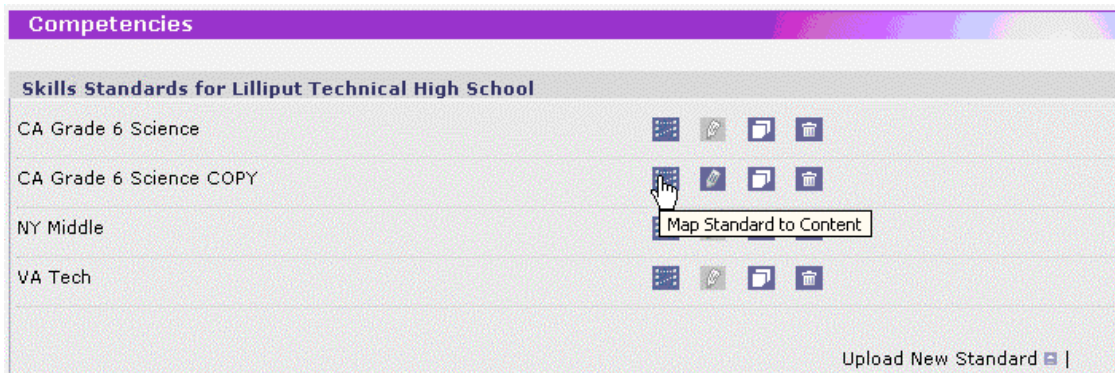 Competencies
Skills Standards for Lilliput Technical High School
CA Grade 6 Science
CA Grade 6 Science COPY
Map Standard to Content
NY Middle
VA Tech
Upload New Standard |